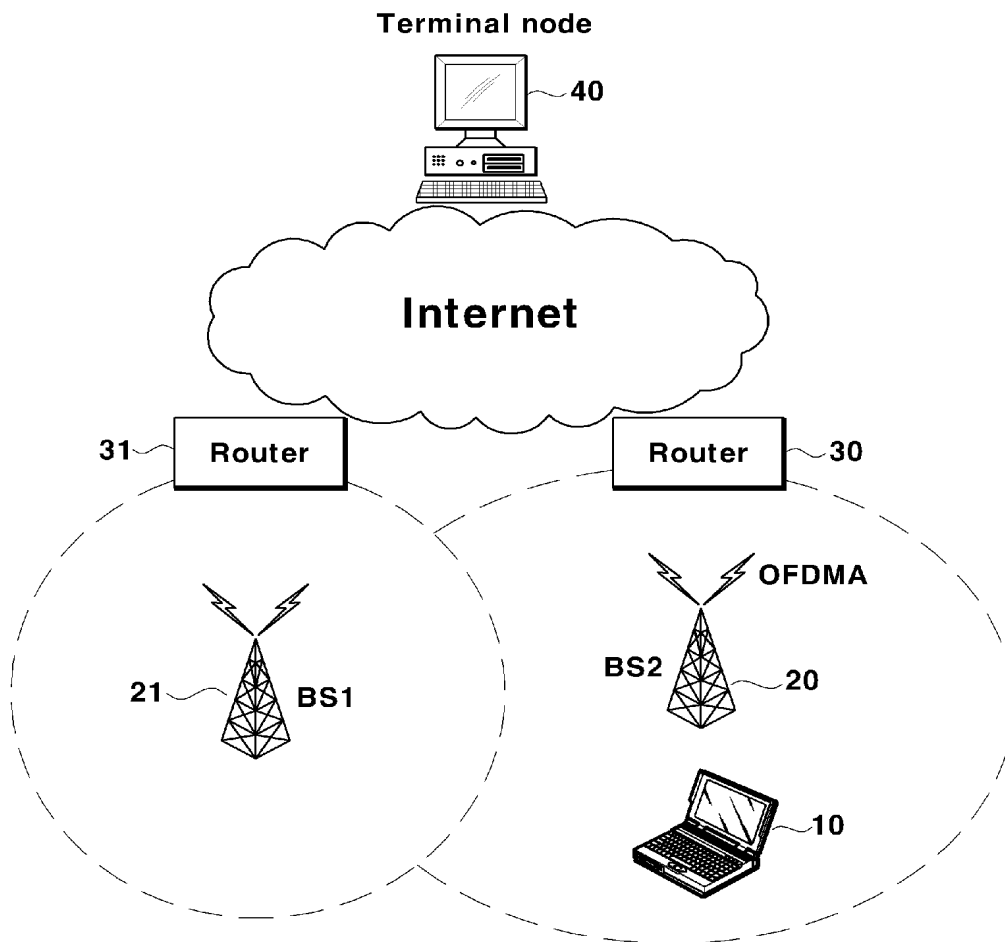 Terminal node
40
Internet
31
Router
Router
30
OFDMA
BS2
20
21
BS1
10